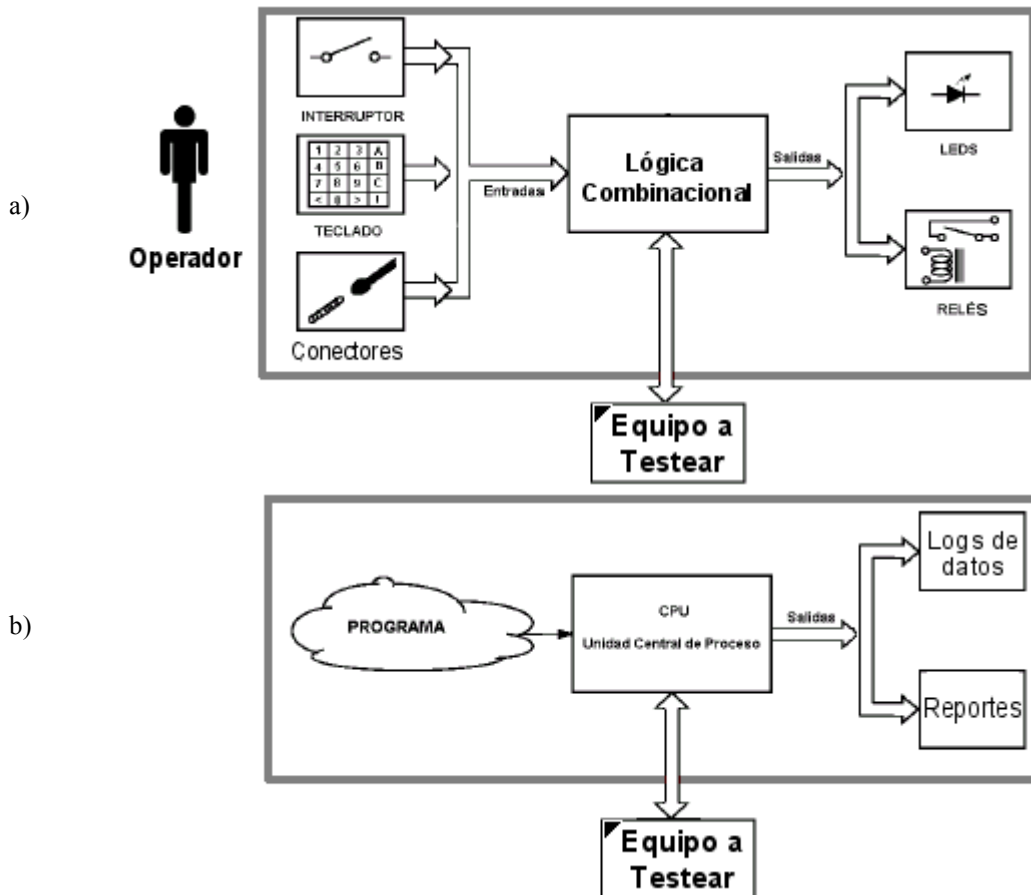 a)
Operador
INTERRUPTOR
1 2 3 A
4 5 6 B
7 8 9 C
TECLADO
Conectores
Entradas
Lógica
Combinacional
Salidas
LEDS
RELÉS
Equipo a
Testear
b)
PROGRAMA
CPU
Unidad Central de Proceso
Salidas
Logs de
datos
Reportes
Equipo a
Testear